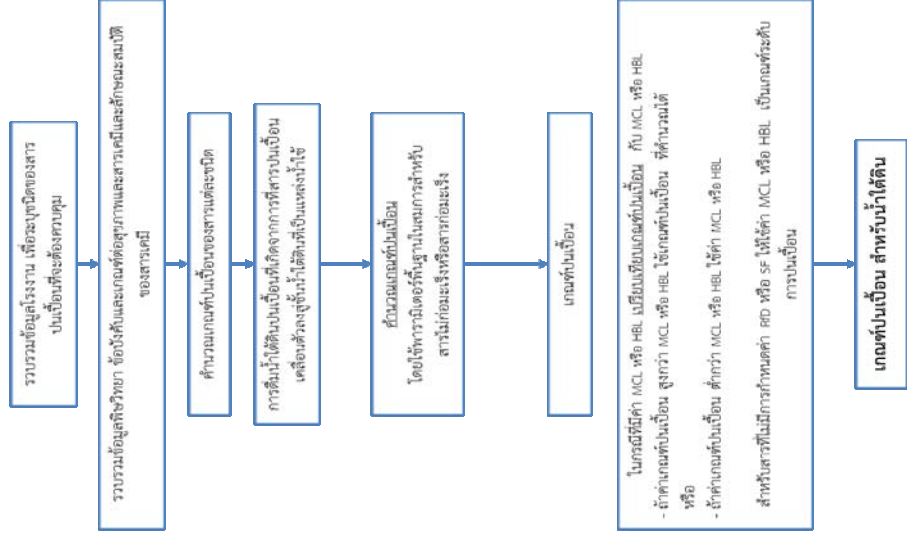 รวบรวมข้อมูลโรงงาน เพื่อระบุชนิดของสาร
ปนเปื้อนที่จะต้องควบคุม
รวบรวมข้อมูลพิษวิทยา ข้อบังคับและเกณฑ์ต่อสุขภาพและสารเคมีและลักษณะสมบัติ
ของสารเคมี
คำนวณเกณฑ์ปนเปื้อนของสารแต่ละชนิด
การดื่มน้ำใต้ดินปนเปื้อนที่เกิดจากการที่สารปนเปื้อน
เคลื่อนตัวลงสู่ชั้นน้ำใต้ดินที่เป็นแหล่งน้ำใช้
คำนวณเกณฑ์ปนเปื้อน
โดยใช้พารามิเตอร์พื้นฐานในสมการสำหรับ
สารไม่ก่อมะเร็งหรือสารก่อมะเร็ง
เกณฑ์ปนเปื้อน
ในกรณีที่มีค่า MCL หรือ HBL เปรียบเทียบเกณฑ์ปนเปื้อน กับ MCL หรือ HBL
- ถ้าค่าเกณฑ์ปนเปื้อน สูงกว่า MCL หรือ HBL ใช้เกณฑ์ปนเปื้อน ที่คำนวณได้
หรือ
- ถ้าค่าเกณฑ์ปนเปื้อน ต่ำกว่า MCL หรือ HBL ใช้ค่า MCL หรือ HBL
สำหรับสารที่ไม่มีการกำหนดค่า RfD หรือ SF ให้ใช้ค่า MCL หรือ HBL เป็นเกณฑ์ระดับ
การปนเปื้อน
เกณฑ์ปนเปื้อน สำหรับน้ำใต้ดิน